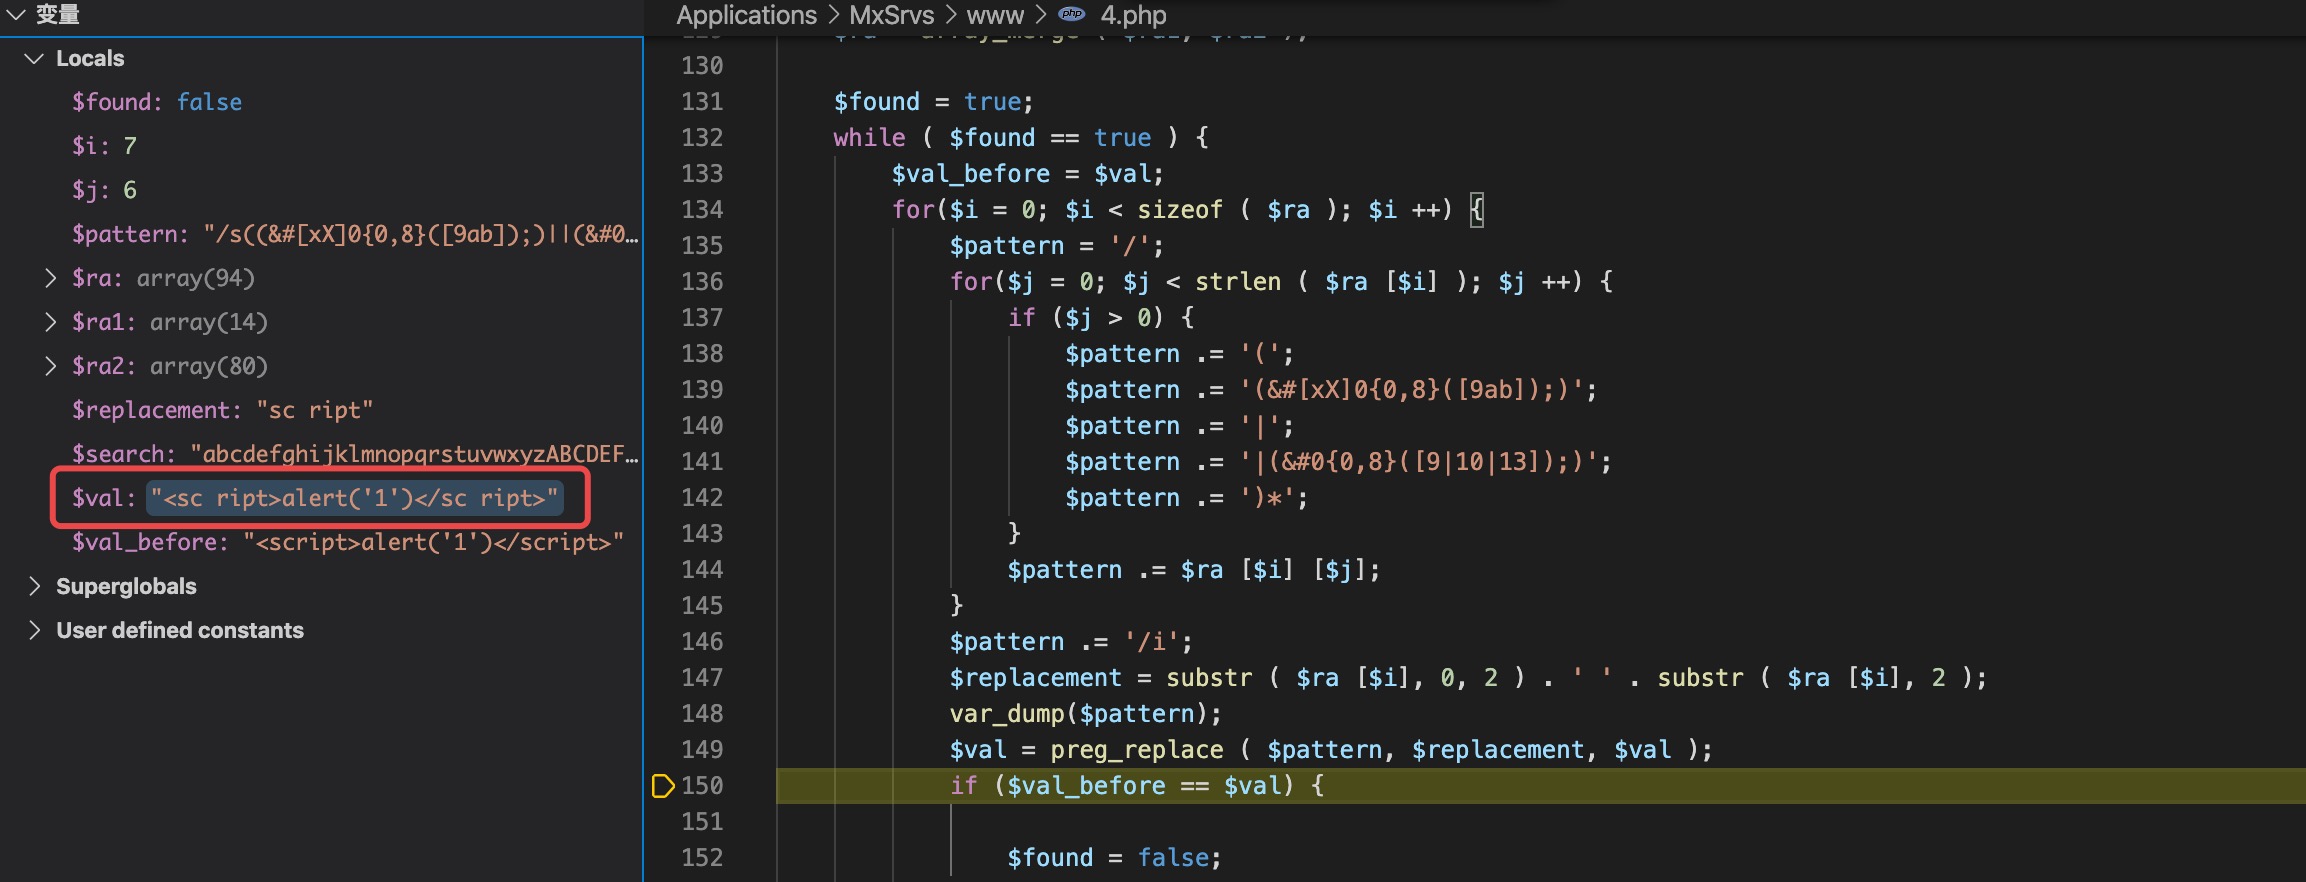 变量
Locals
$found: false
$i: 7
$j: 6
$pattern: "/s((&#[xX]0{0,8}([9ab]);)||(&#0…
$ra: array(94)
$ra1: array(14)
$ra2: array(80)
$replacement: "sc ript"
$search: "abcdefghijklmnopqrstuvwxyzABCDEF…
$val: "<sc ript>alert('1')</sc ript>"
$val_before: "<script>alert('1')</script>"
Superglobals
User defined constants
Applications > MxSrvs > www > php 4.php
130
131 $found = true;
132 while ( $found == true ) {
133 $val_before = $val;
134 for($i = 0; $i < sizeof ( $ra ); $i ++) {
135 $pattern = '/';
136 for($j = 0; $j < strlen ( $ra [$i] ); $j ++) {
137 if ($j > 0) {
138 $pattern .= '(';
139 $pattern .= '(&#[xX]0{0,8}([9ab]);)';
140 $pattern .= '|';
141 $pattern .= '|(&#0{0,8}([9|10|13]);)';
142 $pattern .= ')*';
143 }
144 $pattern .= $ra [$i] [$j];
145 }
146 $pattern .= '/i';
147 $replacement = substr ( $ra [$i], 0, 2 ) . ' ' . substr ( $ra [$i], 2 );
148 var_dump($pattern);
149 $val = preg_replace ( $pattern, $replacement, $val );
150 if ($val_before == $val) {
151
152 $found = false;